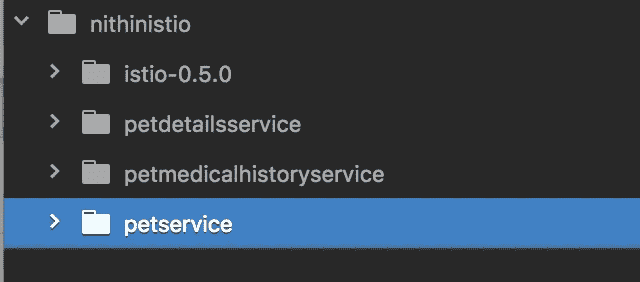 nithinistio
istio-0.5.0
petdetailsservice
petmedicalhistoryservice
petservice